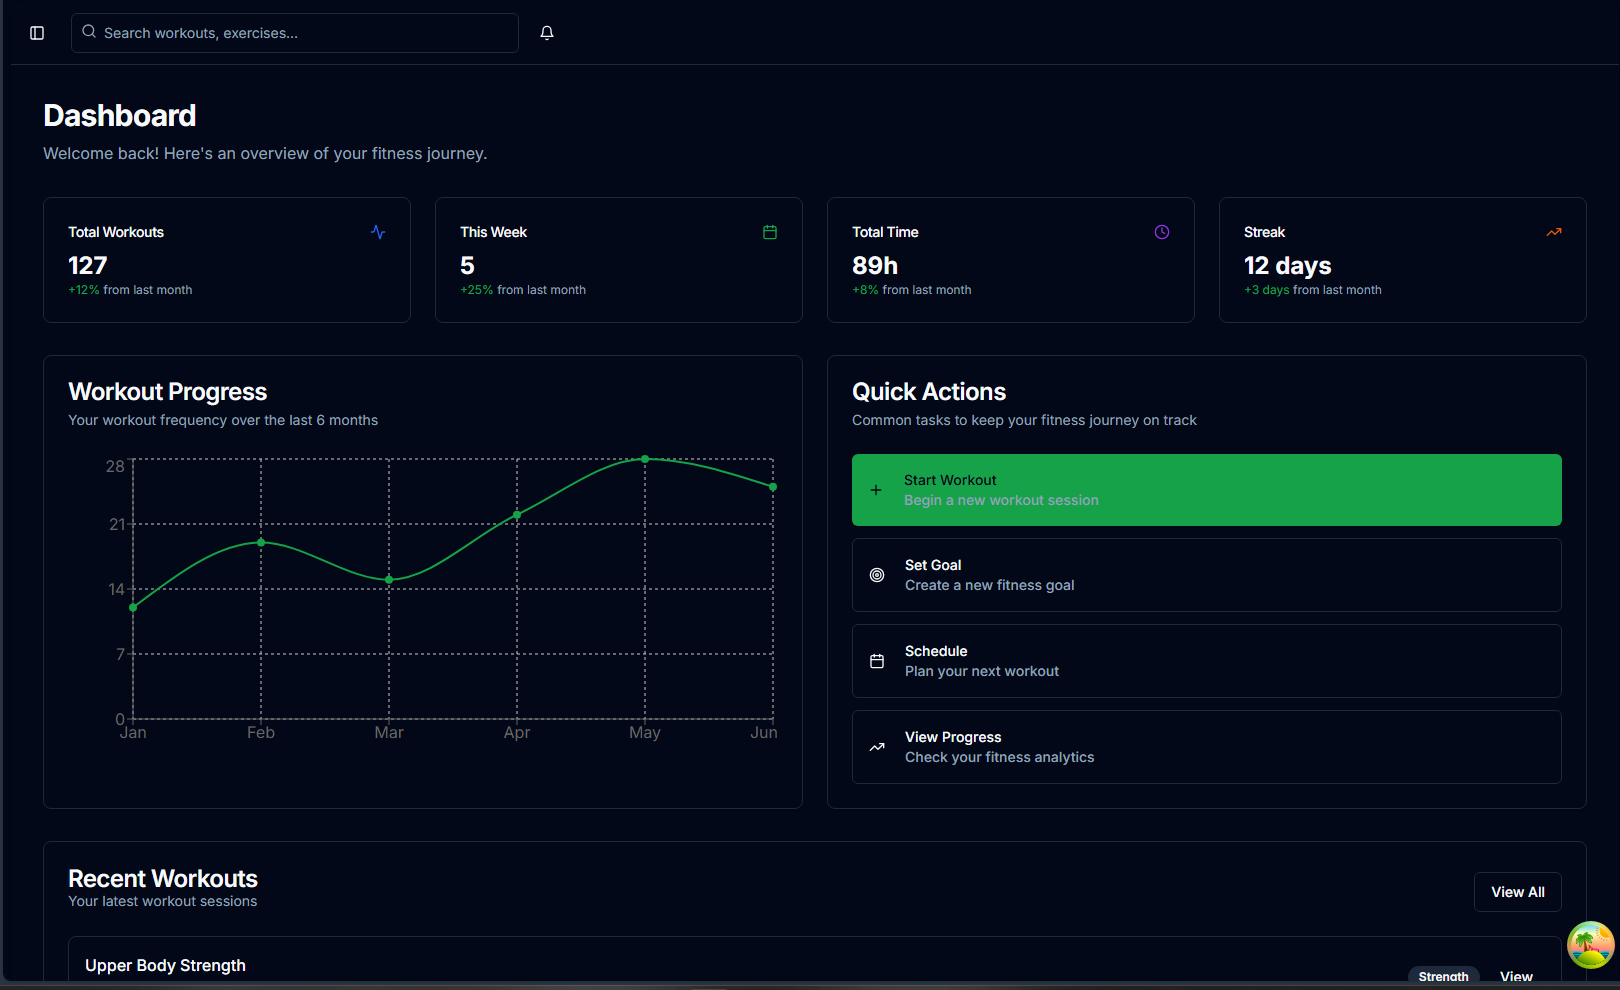 Search workouts, exercises...
Dashboard
Welcome back! Here's an overview of your fitness journey.
Total Workouts
127
+12% from last month
This Week
5
+25% from last month
Total Time
89h
+8% from last month
Streak
12 days
+3 days from last month
Workout Progress
Your workout frequency over the last 6 months
28
21
14
7
0
Jan Feb Mar Apr May Jun
Quick Actions
Common tasks to keep your fitness journey on track
Start Workout
Begin a new workout session
Set Goal
Create a new fitness goal
Schedule
Plan your next workout
View Progress
Check your fitness analytics
Recent Workouts
Your latest workout sessions
View All
Upper Body Strength
Strength
View